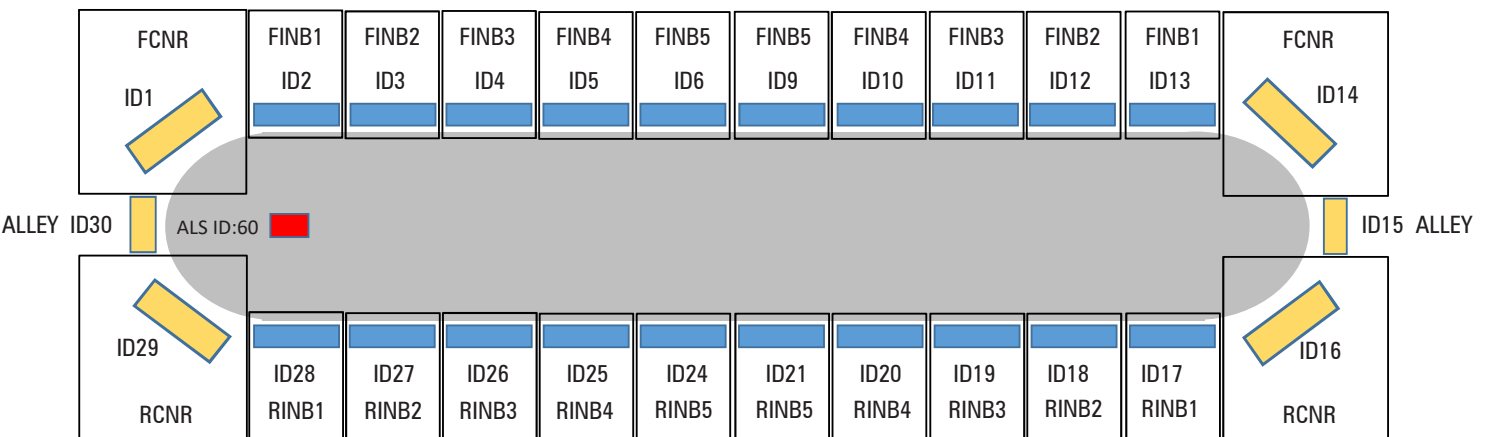 FCNR FINB1 FINB2 FINB3 FINB4 FINB5 FINB5 FINB4 FINB3 FINB2 FINB1 FCNR
ID1 ID2 ID3 ID4 ID5 ID6 ID9 ID10 ID11 ID12 ID13 ID14
ALLEY ID30 ALS ID:60 ID15 ALLEY
ID29 ID28 ID27 ID26 ID25 ID24 ID21 ID20 ID19 ID18 ID17 ID16
RCNR RINB1 RINB2 RINB3 RINB4 RINB5 RINB5 RINB4 RINB3 RINB2 RINB1 RCNR